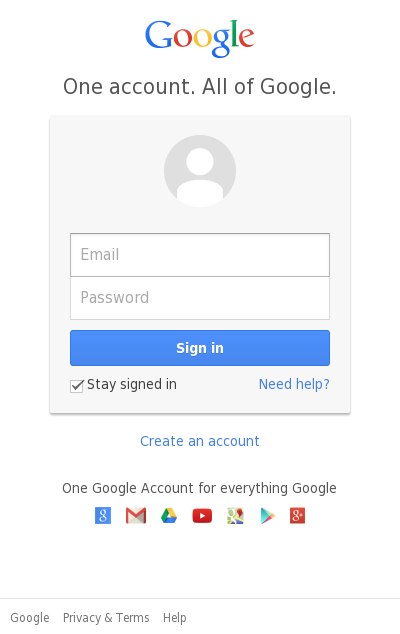 Google
One account. All of Google.
Email
Password
Sign in
Stay signed in Need help?
Create an account
One Google Account for everything Google
Google Privacy & Terms Help